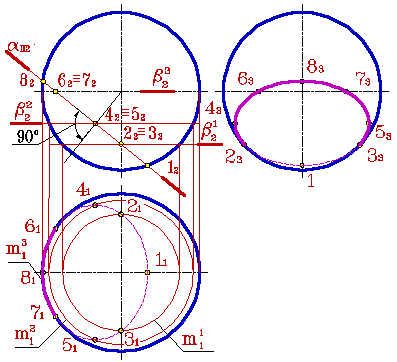 αп2
8₂ 6₂≡7₂ β₂³ 8₃
6₃ 7₃
β₂² 4₂≡5₂ 4₃
90° 2₂≡3₂ β₂¹ 5₃
2₃ 3₃
1₂ 1
4₁ 2₁
6₁
m₁³
8₁ 1₁
7₁
m₁² 5₁ 3₁ m₁¹